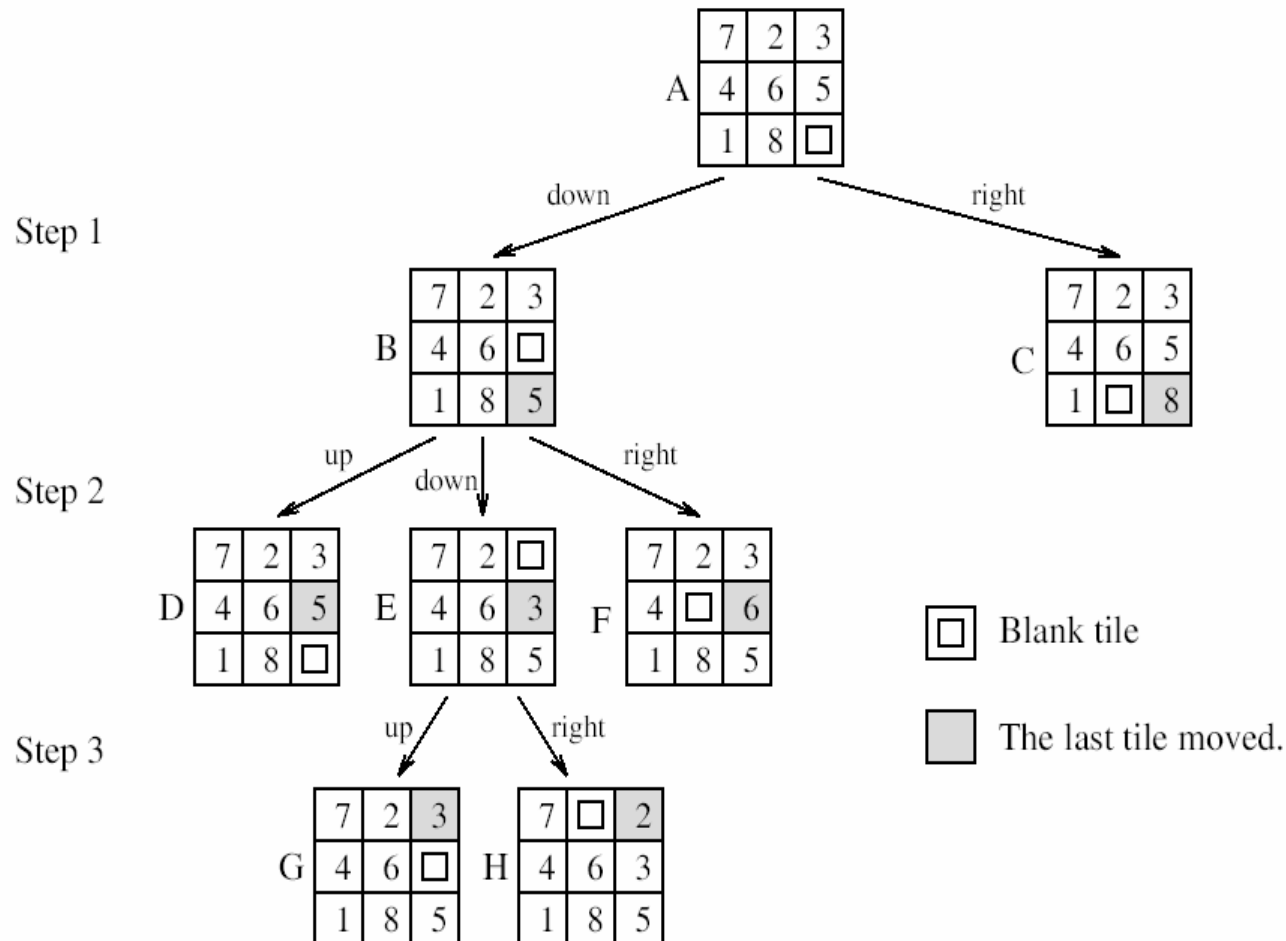 7 2 3
A 4 6 5
1 8
down right
Step 1
7 2 3 7 2 3
B 4 6 C 4 6 5
1 8 5 1 8
up down right
Step 2
7 2 3 7 2 7 2 3
D 4 6 5 E 4 6 3 F 4 6
1 8 1 8 5 1 8 5
Blank tile
up right
Step 3
The last tile moved.
7 2 3 7 2
G 4 6 H 4 6 3
1 8 5 1 8 5